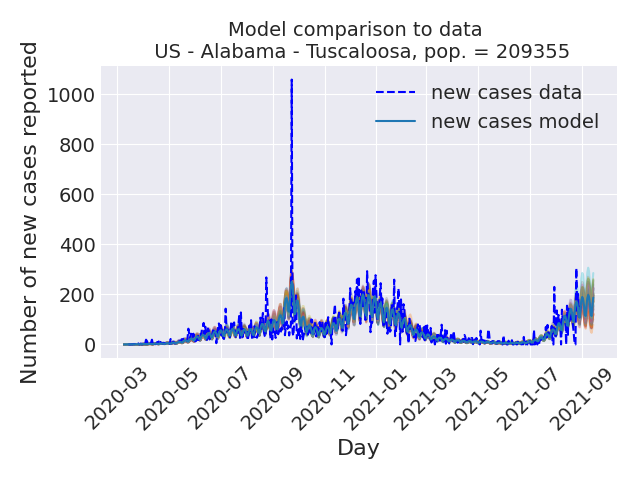 Model comparison to data
US - Alabama - Tuscaloosa, pop. = 209355
Number of new cases reported
1000
800
600
400
200
0
new cases data
new cases model
2020-03
2020-05
2020-07
2020-09
2020-11
2021-01
2021-03
2021-05
2021-07
2021-09
Day